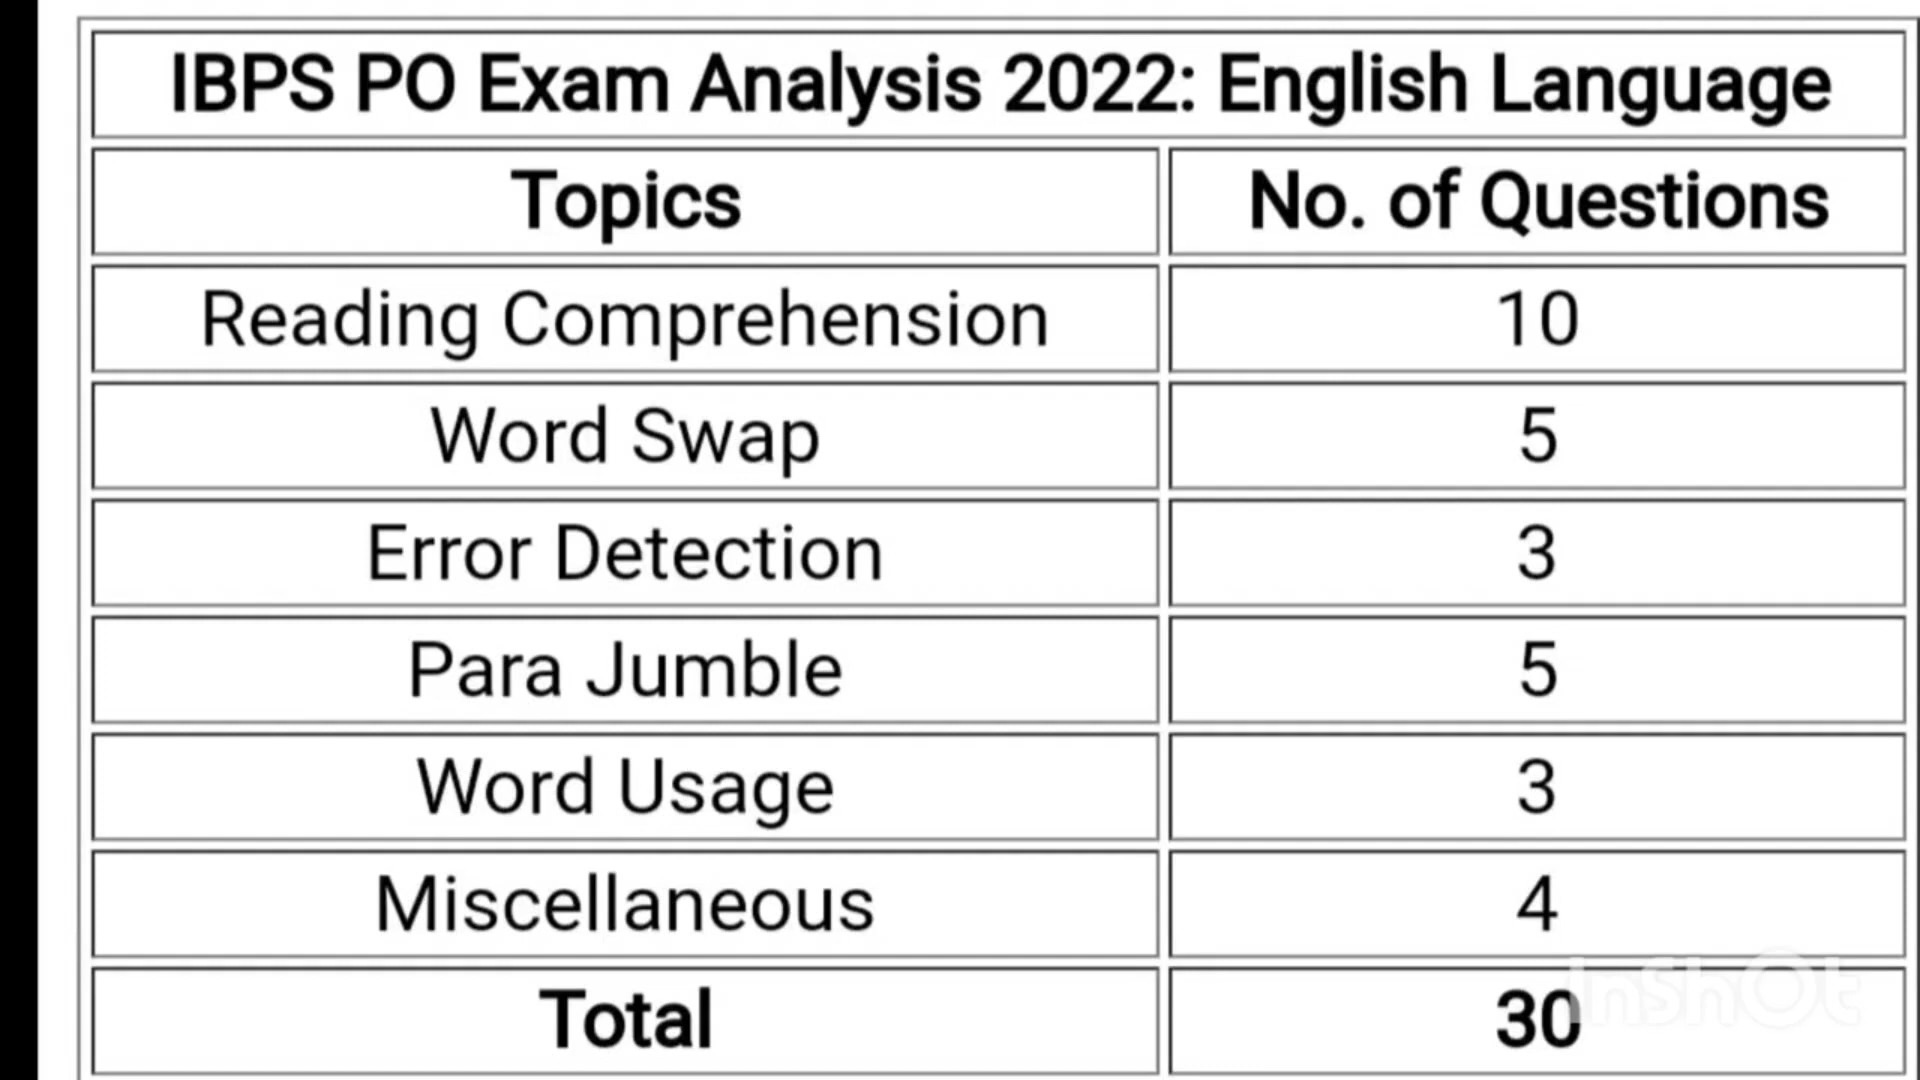 IBPS PO Exam Analysis 2022: English Language
Topics No. of Questions
Reading Comprehension 10
Word Swap 5
Error Detection 3
Para Jumble 5
Word Usage 3
Miscellaneous 4
Total 30
InShOt